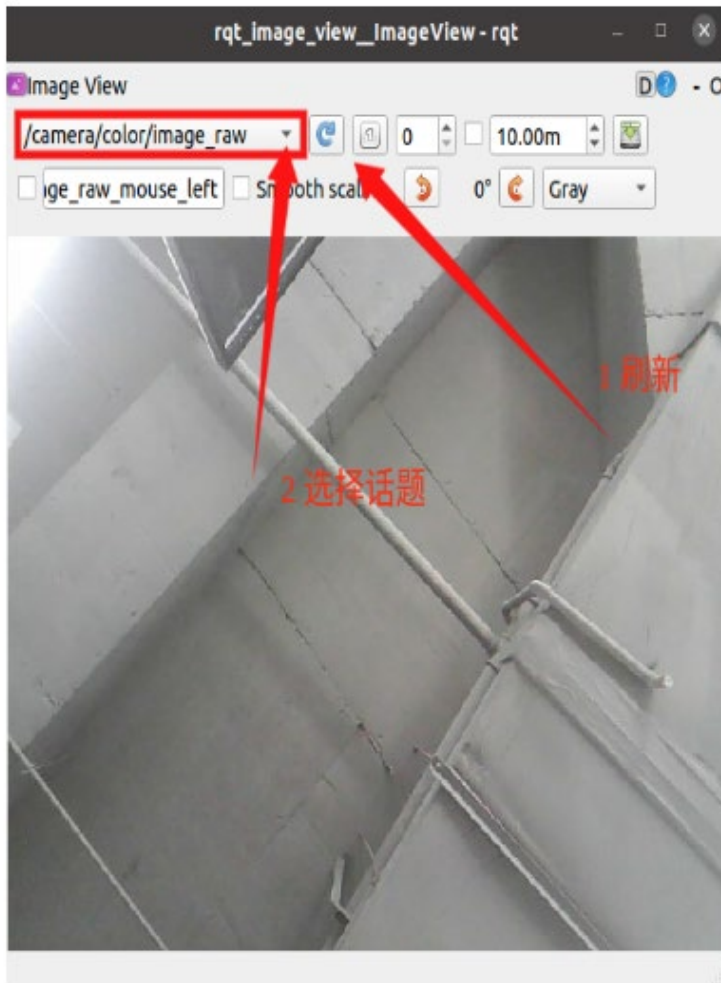 rqt_image_view__ImageView - rqt
Image View
D - O
/camera/color/image_raw 0 10.00m
ge_raw_mouse_left Smooth scal 0° Gray
1 刷新
2 选择话题